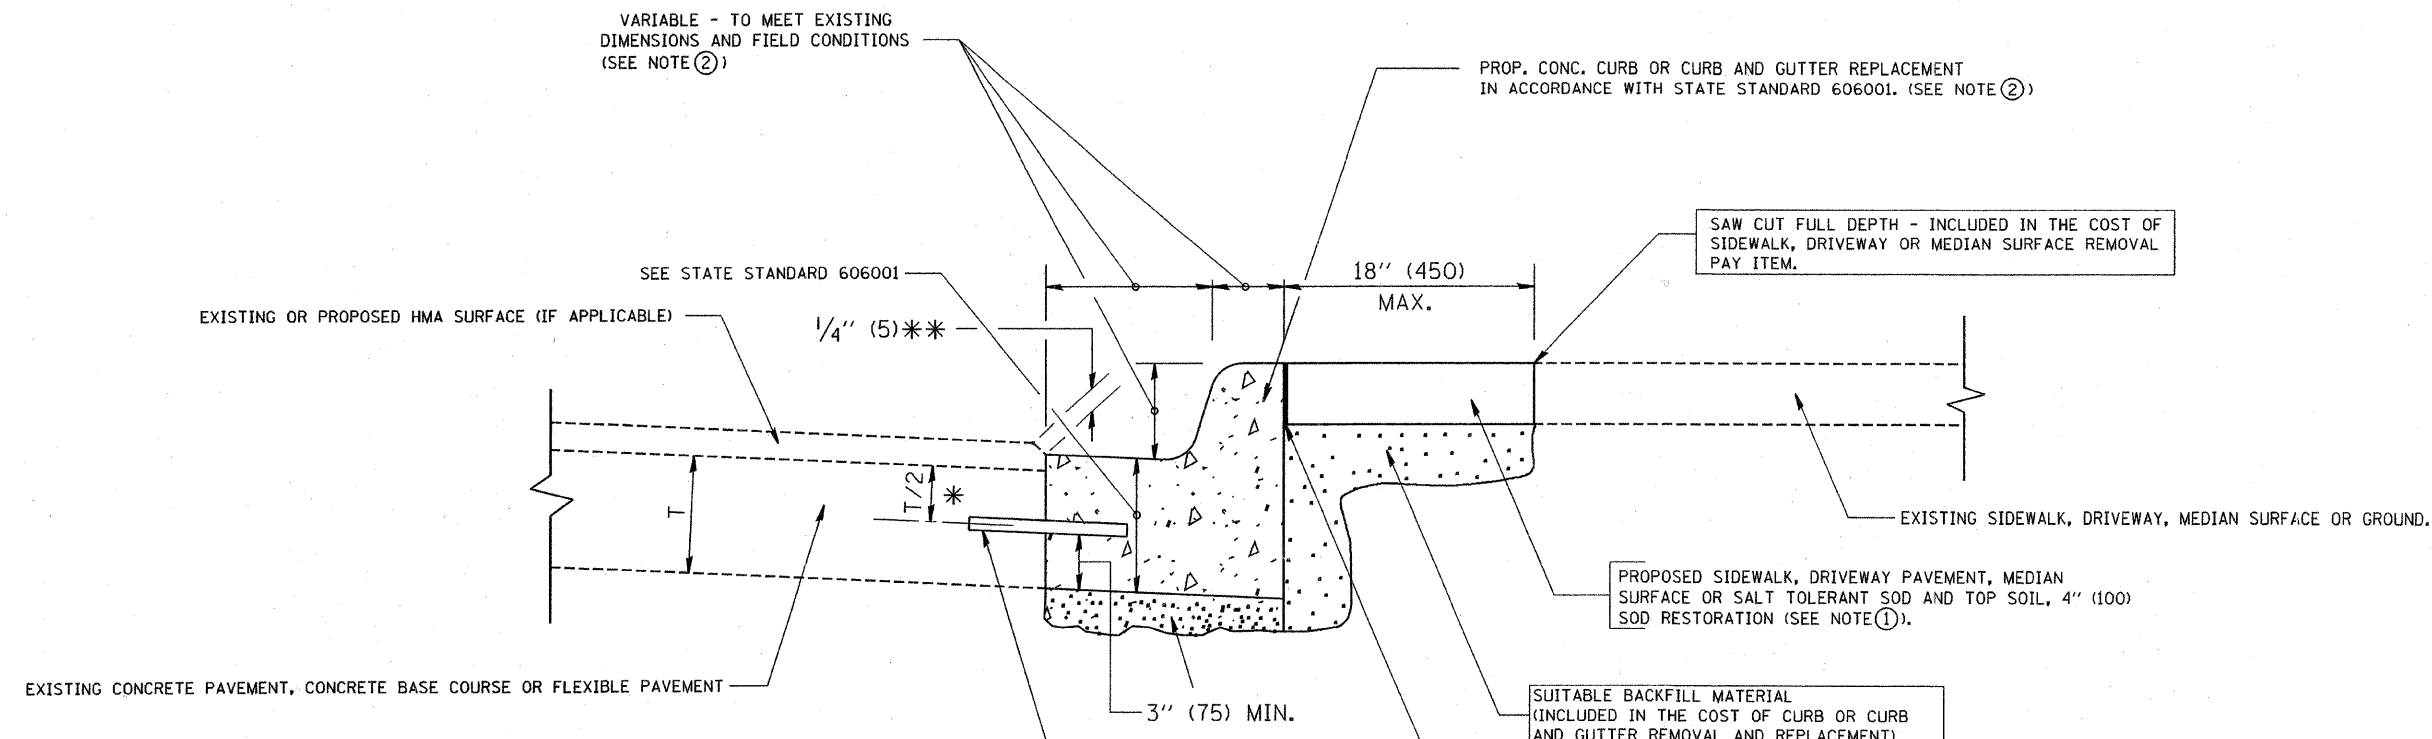 VARIABLE - TO MEET EXISTING
DIMENSIONS AND FIELD CONDITIONS
(SEE NOTE ②)
PROP. CONC. CURB OR CURB AND GUTTER REPLACEMENT
IN ACCORDANCE WITH STATE STANDARD 606001. (SEE NOTE ②)
SAW CUT FULL DEPTH - INCLUDED IN THE COST OF
SIDEWALK, DRIVEWAY OR MEDIAN SURFACE REMOVAL
PAY ITEM.
SEE STATE STANDARD 606001
18" (450)
MAX.
EXISTING OR PROPOSED HMA SURFACE (IF APPLICABLE)
1/4" (5)**
T
T/2
*
EXISTING SIDEWALK, DRIVEWAY, MEDIAN SURFACE OR GROUND.
PROPOSED SIDEWALK, DRIVEWAY PAVEMENT, MEDIAN
SURFACE OR SALT TOLERANT SOD AND TOP SOIL, 4" (100)
SOD RESTORATION (SEE NOTE ①).
EXISTING CONCRETE PAVEMENT, CONCRETE BASE COURSE OR FLEXIBLE PAVEMENT
3" (75) MIN.
SUITABLE BACKFILL MATERIAL
(INCLUDED IN THE COST OF CURB OR CURB
AND GUTTER REMOVAL AND REPLACEMENT)